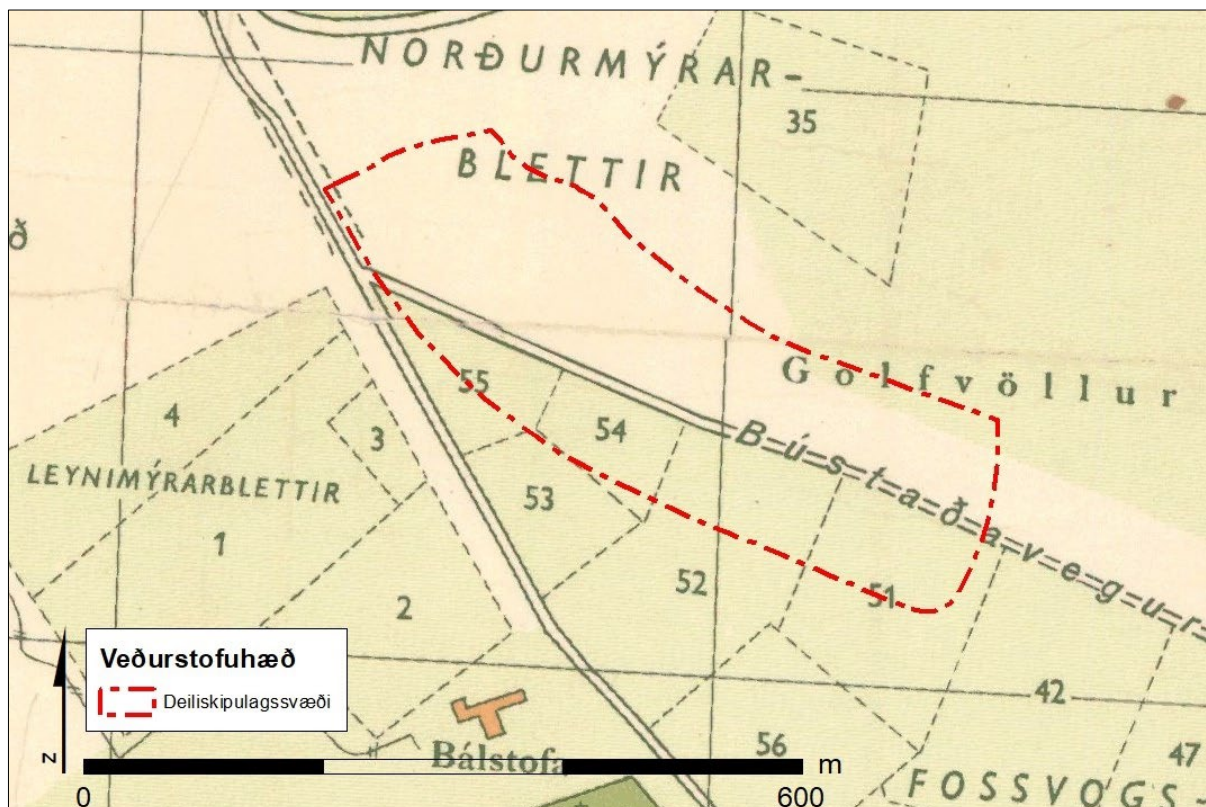 NORÐURMÝRAR-
35
BLETTIR
ð
Golfvöllur
55
4
3
54
Bústaðavegur
LEYNIMÝRARBLETTIR
53
1
52
51
2
Veðurstofuhæð
Deiliskipulagssvæði
42
56
47
Bálstofa
FOSSVOGS-
z
m
0
600